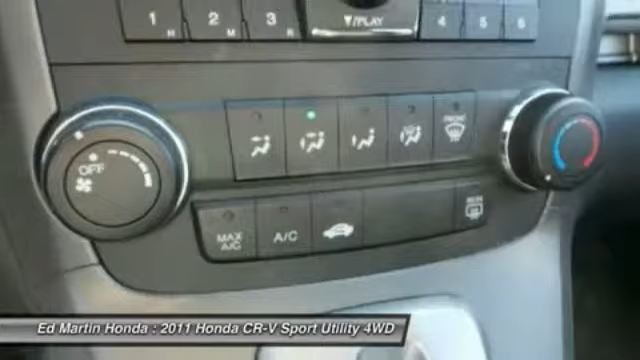 1 2 3 4 5 6
▼/PLAY
OFF
FRONT
MAX A/C
A/C
REAR
Ed Martin Honda : 2011 Honda CR-V Sport Utility 4WD